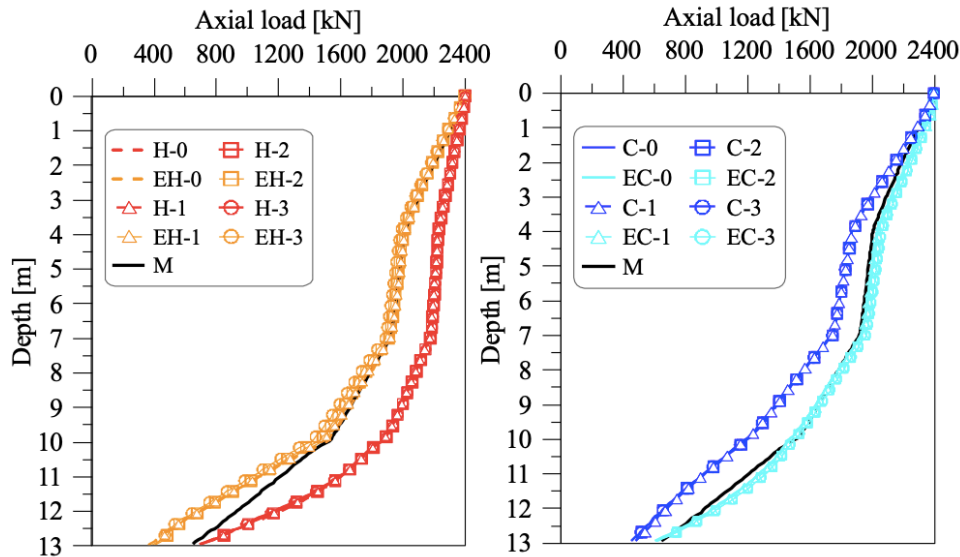 Axial load [kN]
0 400 800 1200 1600 2000 2400
Depth [m]
0
1
2
3
4
5
6
7
8
9
10
11
12
13
H-0 H-2
EH-0 EH-2
H-1 H-3
EH-1 EH-3
M
Axial load [kN]
0 400 800 1200 1600 2000 2400
Depth [m]
0
1
2
3
4
5
6
7
8
9
10
11
12
13
C-0 C-2
EC-0 EC-2
C-1 C-3
EC-1 EC-3
M